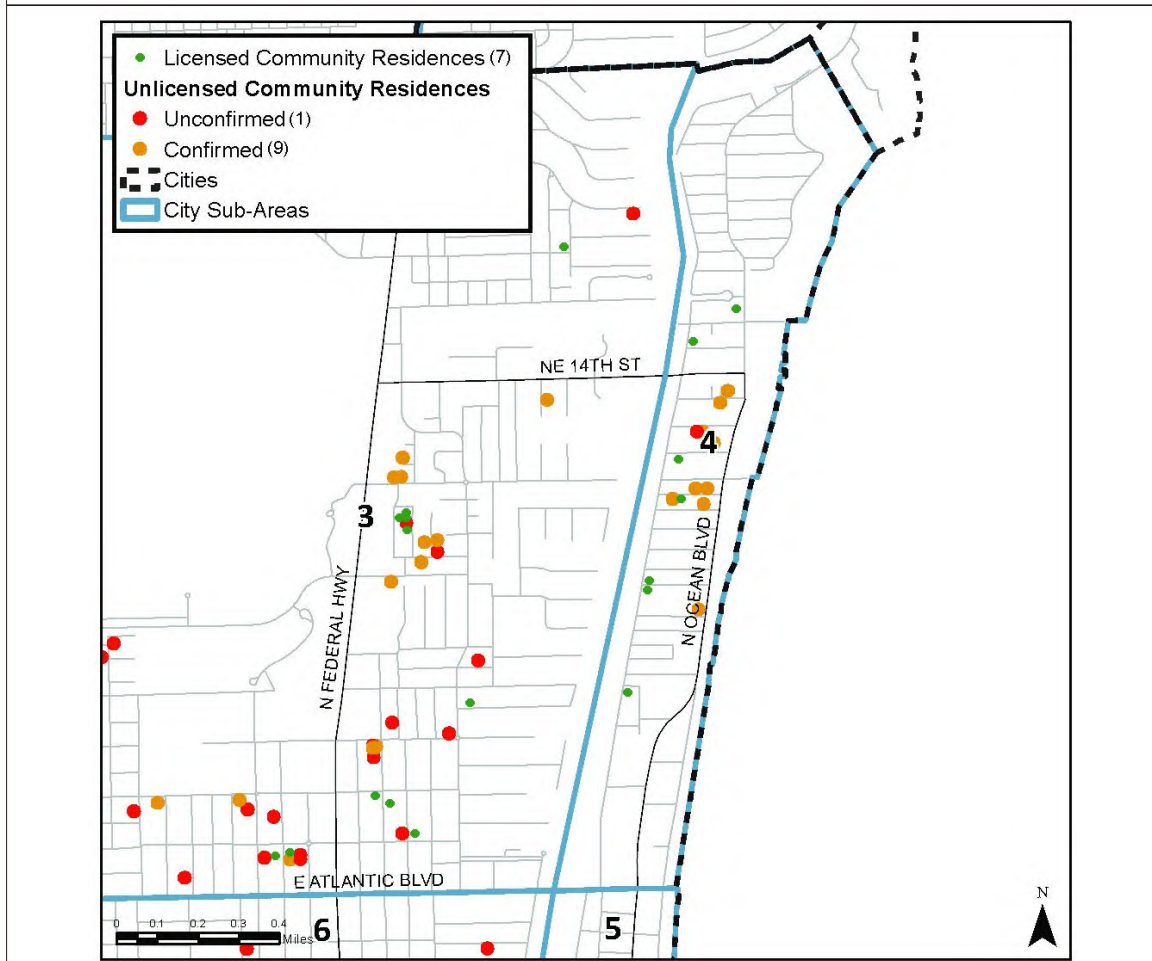 Licensed Community Residences (7)
Unlicensed Community Residences
Unconfirmed (1)
Confirmed (9)
Cities
City Sub-Areas
NE 14TH ST
4
3
N OCEAN BLVD
N FEDERAL HWY
E ATLANTIC BLVD
0 0.1 0.2 0.3 0.4
Miles
6
5
N